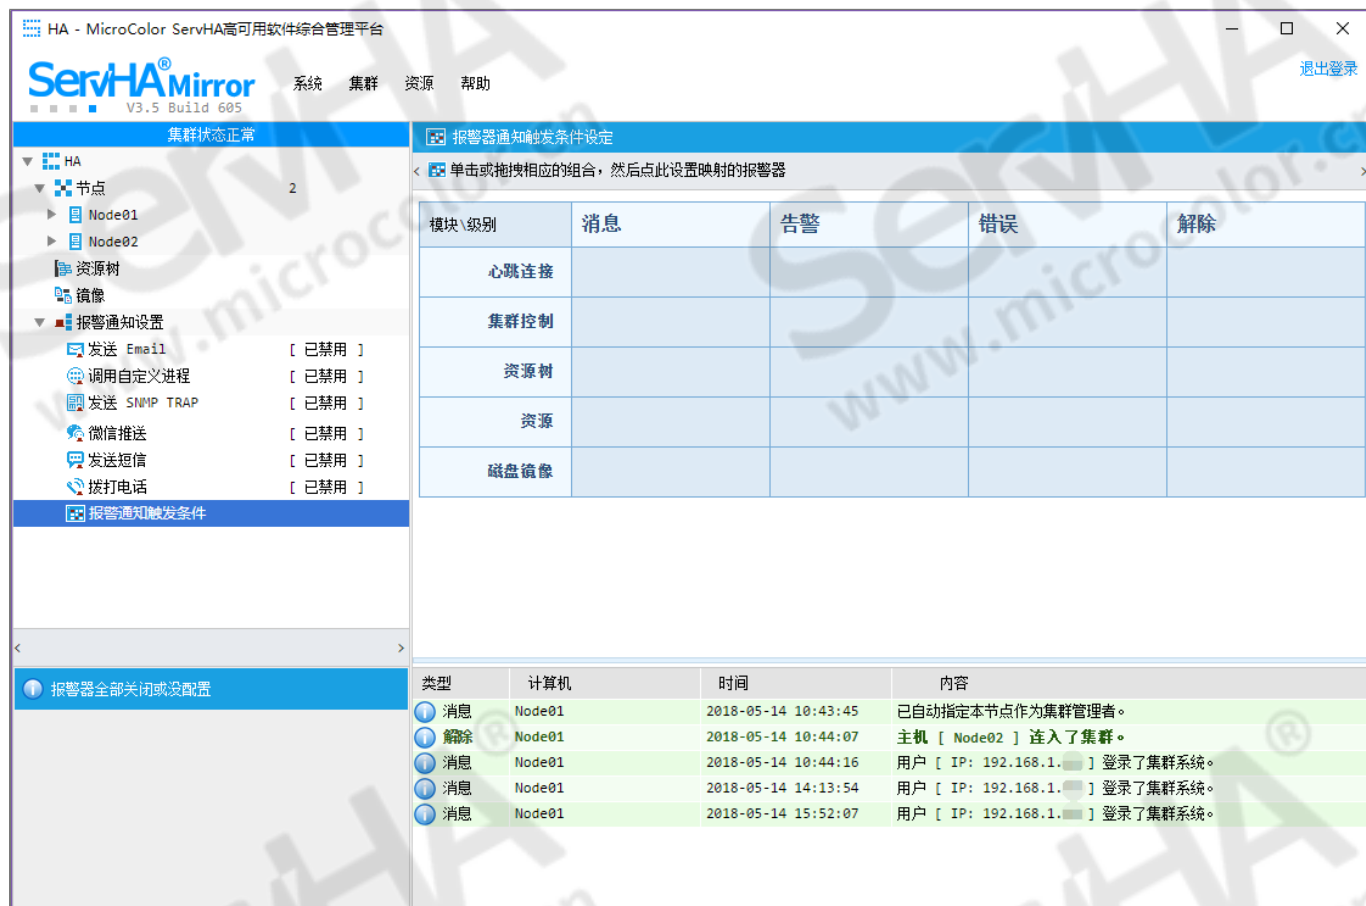 HA - MicroColor ServHA高可用软件综合管理平台
ServHA® Mirror
V3.5 Build 605
系统 集群 资源 帮助
退出登录
集群状态正常
HA
节点 2
Node01
Node02
资源树
镜像
报警通知设置
发送 Email [ 已禁用 ]
调用自定义进程 [ 已禁用 ]
发送 SNMP TRAP [ 已禁用 ]
微信推送 [ 已禁用 ]
发送短信 [ 已禁用 ]
拨打电话 [ 已禁用 ]
报警通知触发条件
报警器全部关闭或没配置
报警器通知触发条件设定
单击或拖拽相应的组合，然后点此设置映射的报警器
模块\级别 消息 告警 错误 解除
心跳连接
集群控制
资源树
资源
磁盘镜像
类型 计算机 时间 内容
消息 Node01 2018-05-14 10:43:45 已自动指定本节点作为集群管理者。
解除 Node01 2018-05-14 10:44:07 主机 [ Node02 ] 连入了集群。
消息 Node01 2018-05-14 10:44:16 用户 [ IP: 192.168.1. ] 登录了集群系统。
消息 Node01 2018-05-14 14:13:54 用户 [ IP: 192.168.1. ] 登录了集群系统。
消息 Node01 2018-05-14 15:52:07 用户 [ IP: 192.168.1. ] 登录了集群系统。
ServHA
www.microcolor.cn
ServHA
www.microcolor.cn